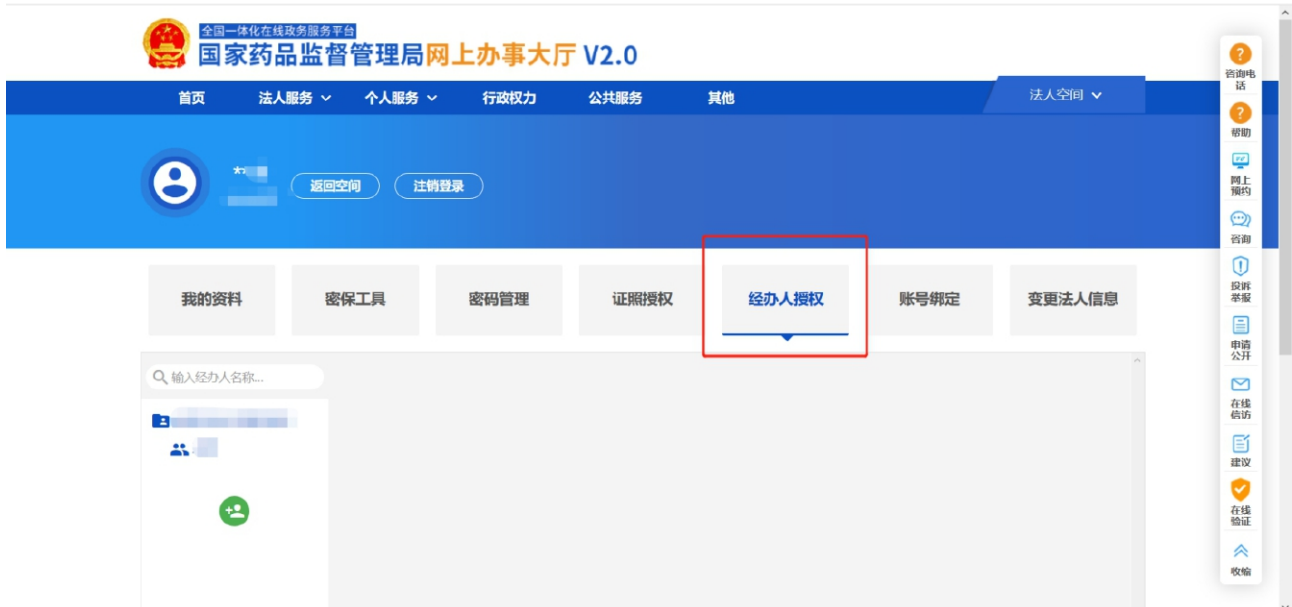 全国一体化在线政务服务平台
国家药品监督管理局网上办事大厅 V2.0
首页 法人服务 个人服务 行政权力 公共服务 其他 法人空间
返回空间 注销登录
我的资料 密保工具 密码管理 证照授权 经办人授权 账号绑定 变更法人信息
输入经办人名称...
咨询电
话
帮助
网上
预约
咨询
投诉
举报
申请
公开
在线
信访
建议
在线
验证
收缩